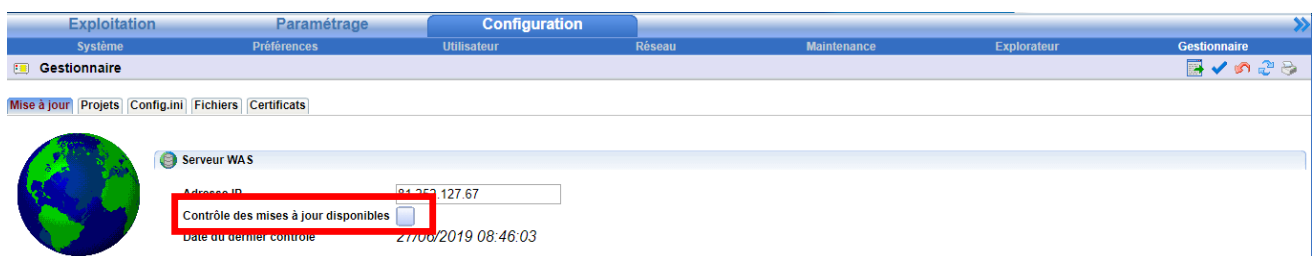 Exploitation Paramétrage Configuration
Système Préférences Utilisateur Réseau Maintenance Explorateur Gestionnaire
Gestionnaire
Mise à jour Projets Config.ini Fichiers Certificats
Serveur WAS
Adresse IP 81.253.127.67
Contrôle des mises à jour disponibles
Date du dernier contrôle 27/06/2019 08:46:03